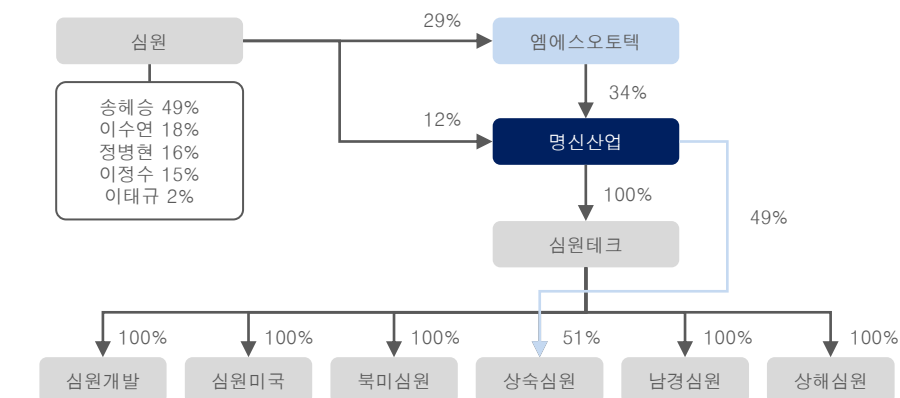 심원
29%
엠에스오토텍
송혜승 49%
이수연 18%
정병현 16%
이정수 15%
이태규 2%
34%
12%
명신산업
100%
49%
심원테크
100%
100%
100%
51%
100%
100%
심원개발
심원미국
북미심원
상숙심원
남경심원
상해심원